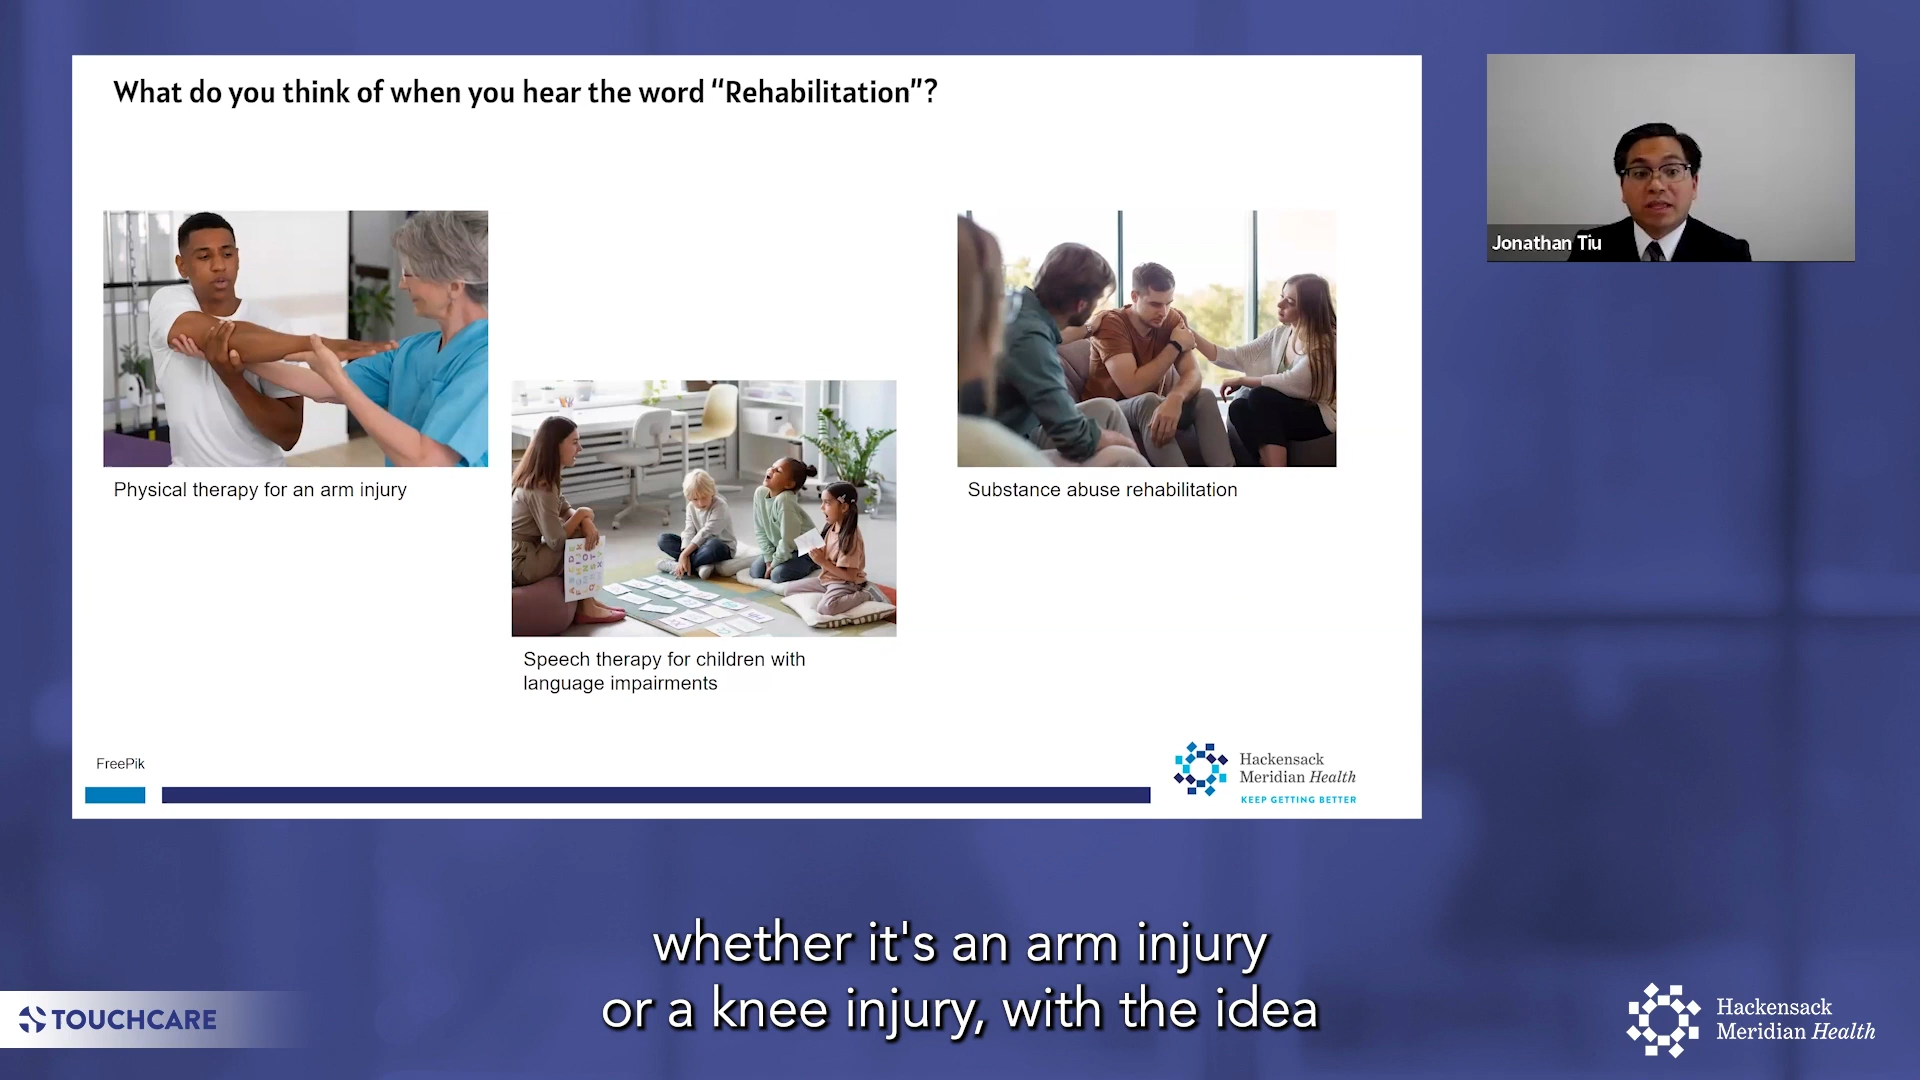 What do you think of when you hear the word “Rehabilitation”?
Jonathan Tiu
Physical therapy for an arm injury
Substance abuse rehabilitation
Speech therapy for children with
language impairments
FreePik
Hackensack
Meridian Health
KEEP GETTING BETTER
whether it's an arm injury
or a knee injury, with the idea
TOUCHCARE
Hackensack
Meridian Health